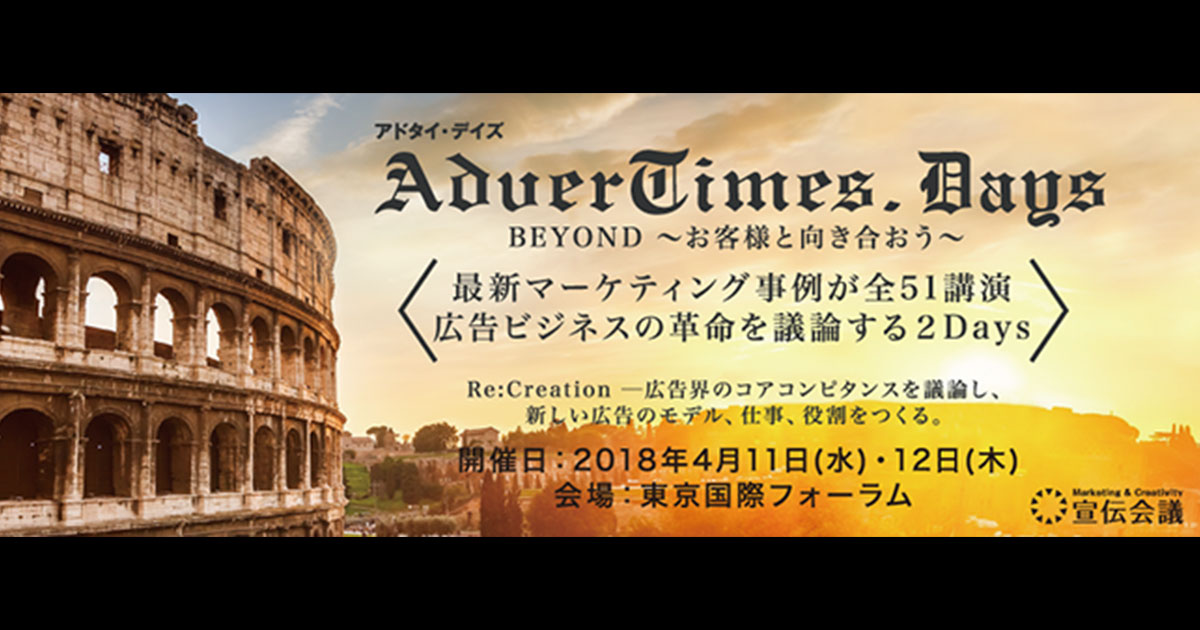 アドタイ・デイズ
AdverTimes. Days
BEYOND ～お客様と向き合おう～
最新マーケティング事例が全51講演
広告ビジネスの革命を議論する2Days
Re:Creation ―広告界のコアコンピタンスを議論し、
新しい広告のモデル、仕事、役割をつくる。
開催日：2018年4月11日(水)・12日(木)
会場：東京国際フォーラム
Marketing & Creativity
宣伝会議